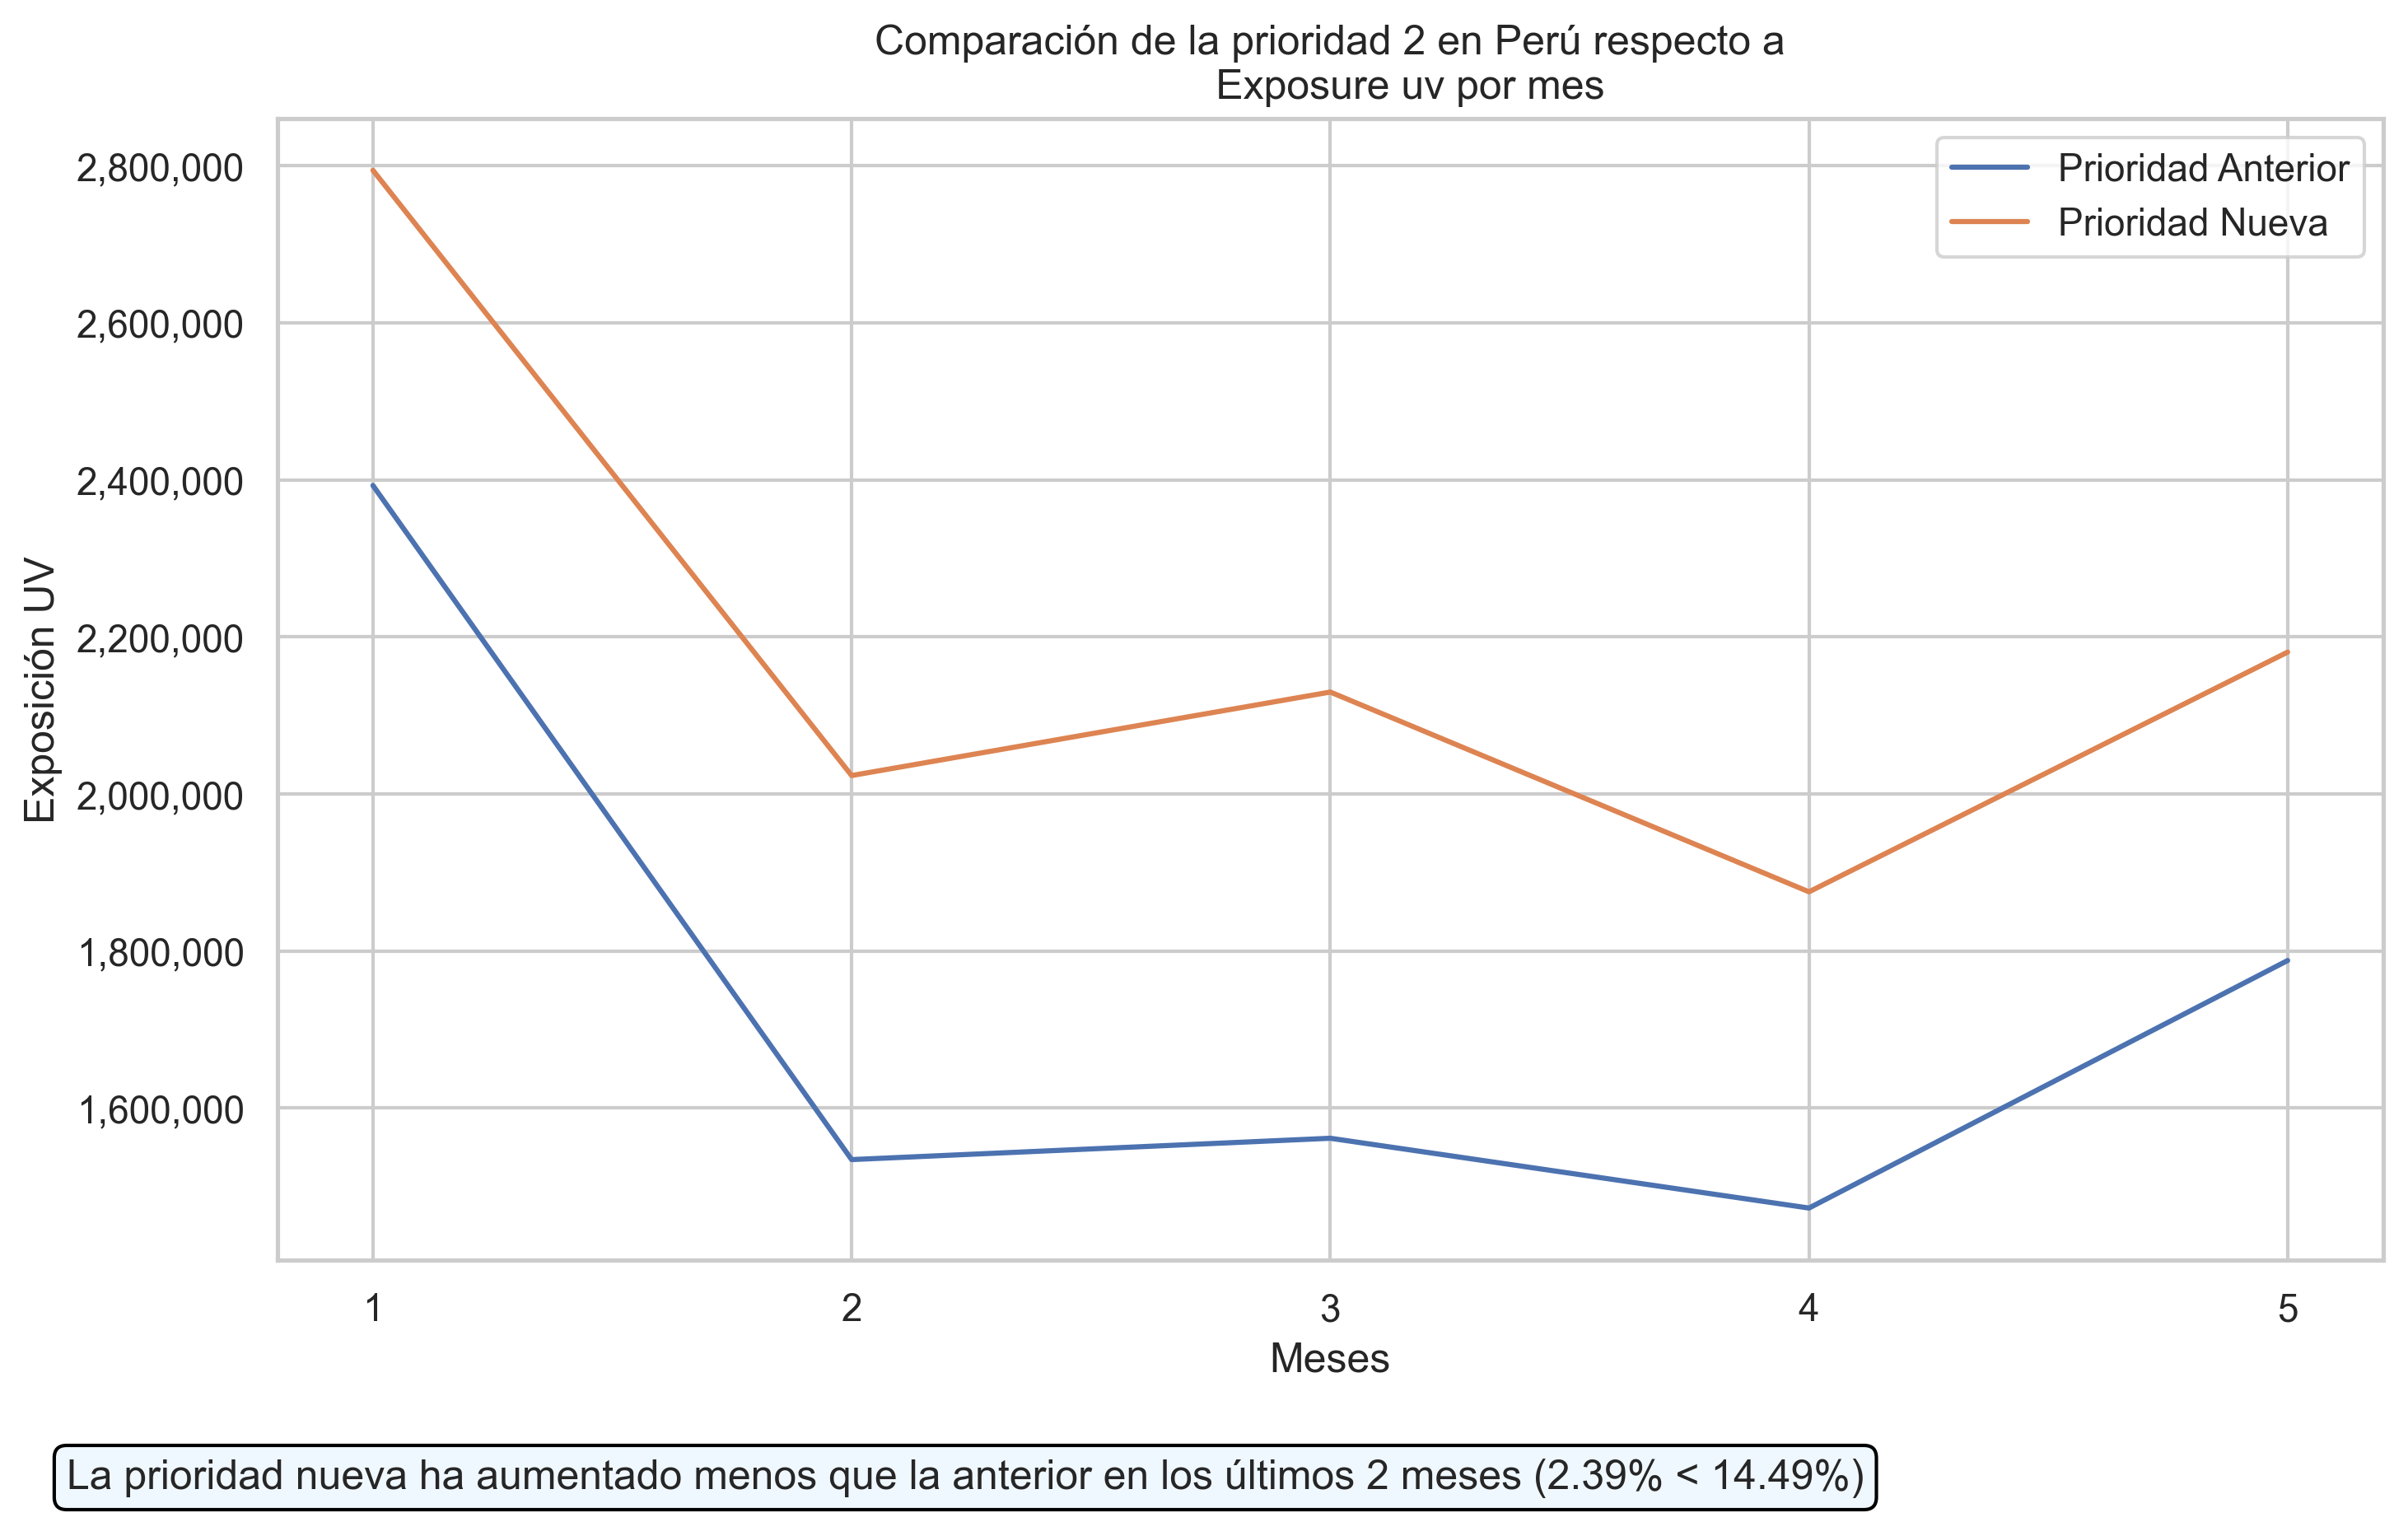 Comparación de la prioridad 2 en Perú respecto a
Exposure uv por mes
Prioridad Anterior
Prioridad Nueva
Exposición UV
2,800,000
2,600,000
2,400,000
2,200,000
2,000,000
1,800,000
1,600,000
1
2
3
4
5
Meses
La prioridad nueva ha aumentado menos que la anterior en los últimos 2 meses (2.39% < 14.49%)